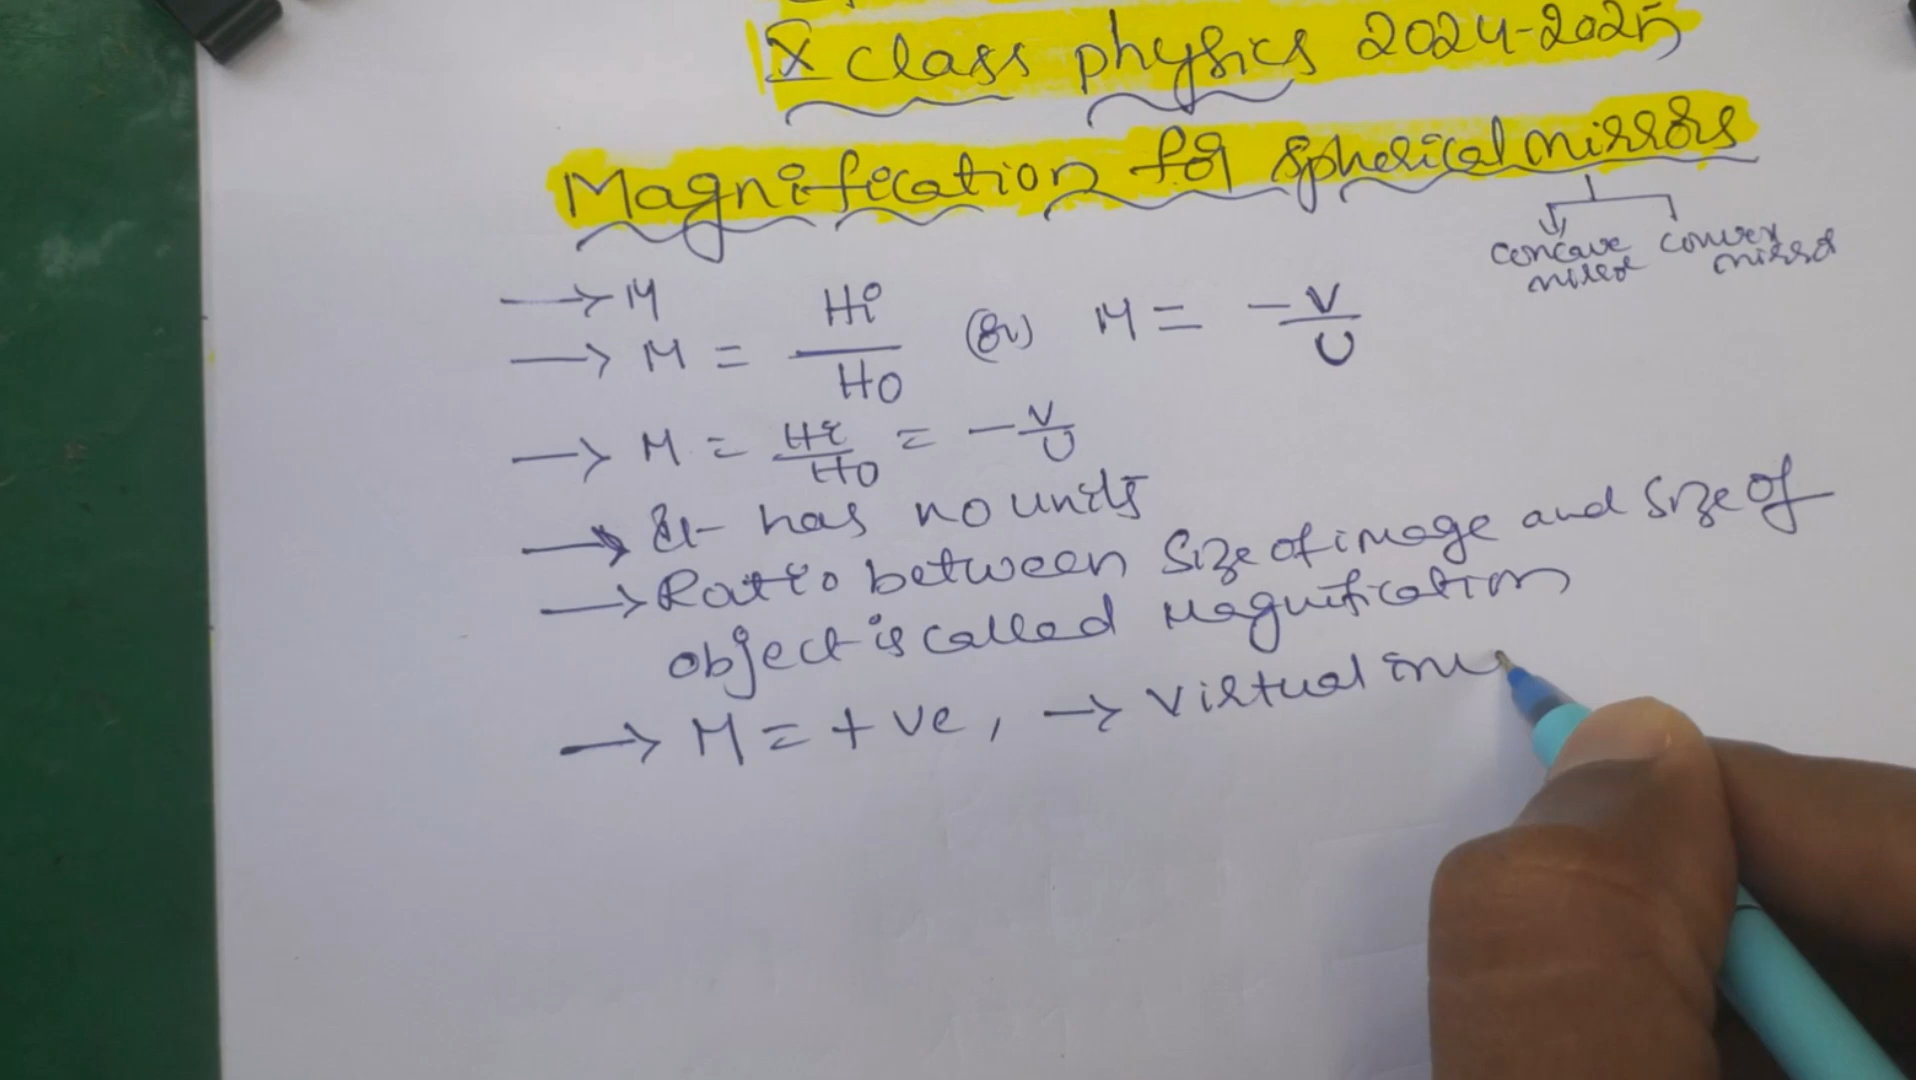 X class physics 2024-2025
Magnification for spherical mirrors
concave mirror
convex mirror
→ M
→ M = Hi/Ho (or) M = -v/u
→ M = Hi/Ho = -v/u
→ It has no units
→ Ratio between size of image and size of
object is called Magnification
→ M = +ve, → virtual im